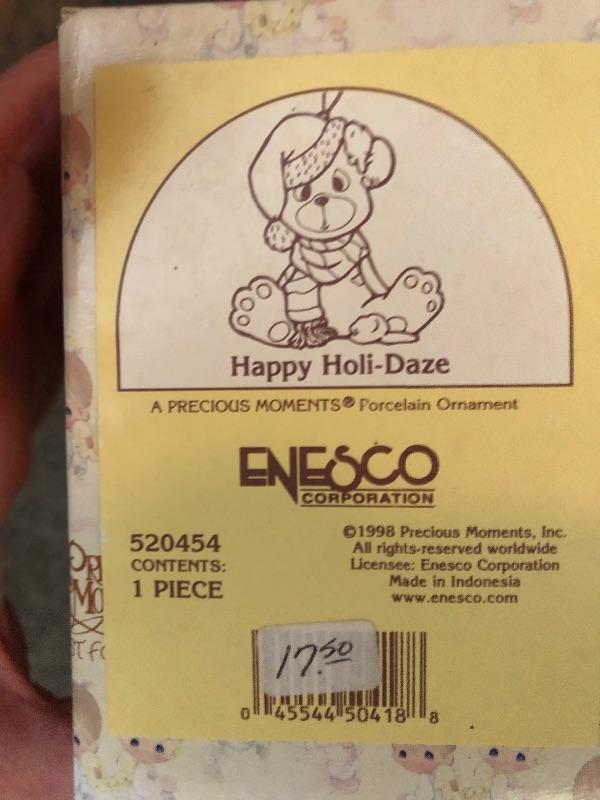 Happy Holi-Daze
A PRECIOUS MOMENTS® Porcelain Ornament
ENESCO
CORPORATION
520454
CONTENTS:
1 PIECE
©1998 Precious Moments, Inc.
All rights reserved worldwide
Licensee: Enesco Corporation
Made in Indonesia
www.enesco.com
17.50
0 45544 50418 8